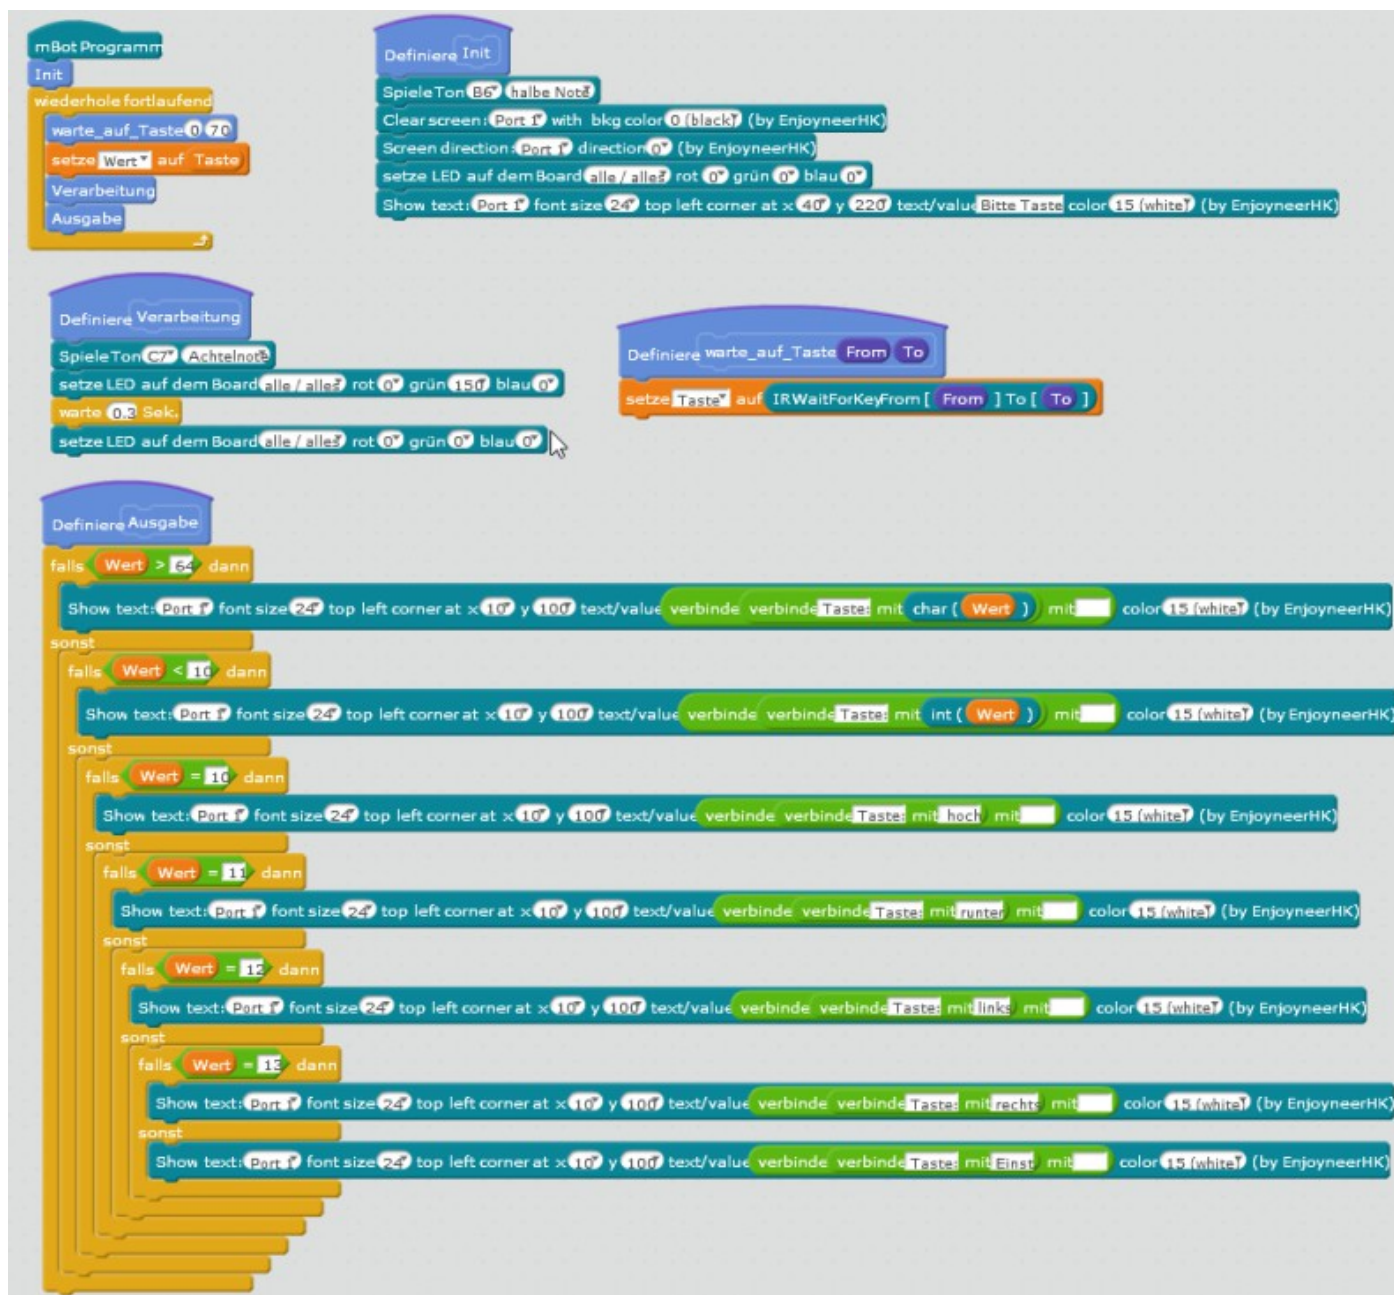 mBot Programm
Init
wiederhole fortlaufend
warte_auf_Taste 0 70
setze Wert auf Taste
Verarbeitung
Ausgabe
Definiere Init
Spiele Ton B6 halbe Note
Clear screen: Port 1 with bkg color 0 (black) (by EnjoyneerHK)
Screen direction: Port 1 direction 0 (by EnjoyneerHK)
setze LED auf dem Board alle / alles rot 0 grün 0 blau 0
Show text: Port 1 font size 24 top left corner at x 40 y 220 text/value Bitte Taste color 15 (white) (by EnjoyneerHK)
Definiere Verarbeitung
Spiele Ton C7 Achtelnote
setze LED auf dem Board alle / alles rot 0 grün 150 blau 0
warte 0.3 Sek.
setze LED auf dem Board alle / alles rot 0 grün 0 blau 0
Definiere warte_auf_Taste From To
setze Taste auf IRWaitForKeyFrom [ From ] To [ To ]
Definiere Ausgabe
falls Wert > 64 dann
Show text: Port 1 font size 24 top left corner at x 10 y 100 text/value verbinde verbinde Taste: mit char ( Wert ) mit color 15 (white) (by EnjoyneerHK)
sonst
falls Wert < 10 dann
Show text: Port 1 font size 24 top left corner at x 10 y 100 text/value verbinde verbinde Taste: mit int ( Wert ) mit color 15 (white) (by EnjoyneerHK
sonst
falls Wert = 10 dann
Show text: Port 1 font size 24 top left corner at x 10 y 100 text/value verbinde verbinde Taste: mit hoch mit color 15 (white) (by EnjoyneerHK)
sonst
falls Wert = 11 dann
Show text: Port 1 font size 24 top left corner at x 10 y 100 text/value verbinde verbinde Taste: mit runter mit color 15 (white) (by EnjoyneerHK)
sonst
falls Wert = 12 dann
Show text: Port 1 font size 24 top left corner at x 10 y 100 text/value verbinde verbinde Taste: mit links mit color 15 (white) (by EnjoyneerHK)
sonst
falls Wert = 13 dann
Show text: Port 1 font size 24 top left corner at x 10 y 100 text/value verbinde verbinde Taste: mit rechts mit color 15 (white) (by EnjoyneerHK)
sonst
Show text: Port 1 font size 24 top left corner at x 10 y 100 text/value verbinde verbinde Taste: mit Einst mit color 15 (white) (by EnjoyneerHK)